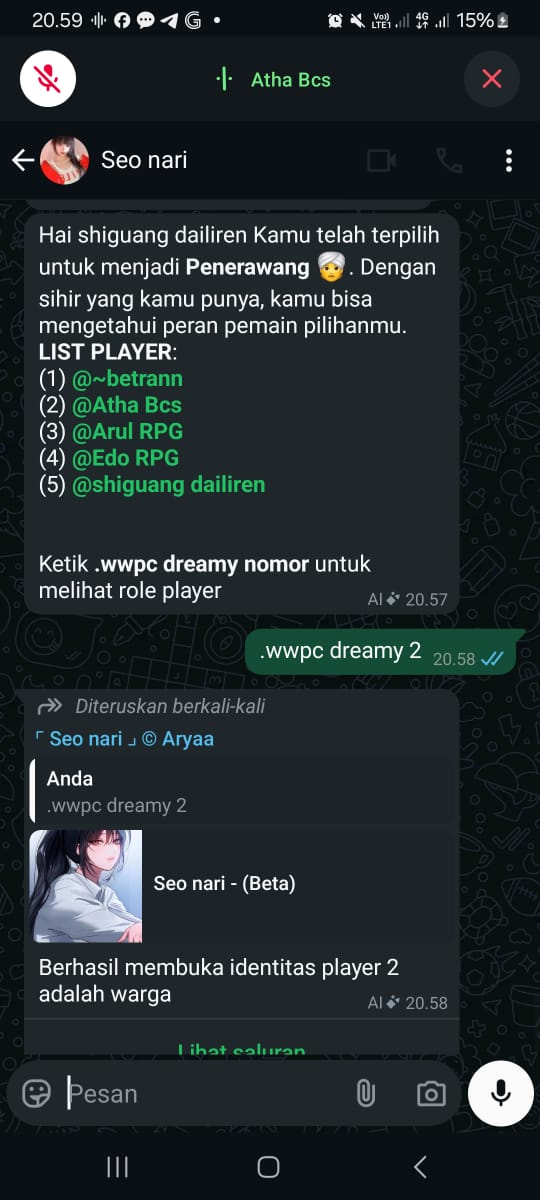 20.59
Vo))
LTE1
4G
15%
Atha Bcs
Seo nari
Hai shiguang dailiren Kamu telah terpilih
untuk menjadi Penerawang 👳. Dengan
sihir yang kamu punya, kamu bisa
mengetahui peran pemain pilihanmu.
LIST PLAYER:
(1) @~betrann
(2) @Atha Bcs
(3) @Arul RPG
(4) @Edo RPG
(5) @shiguang dailiren
Ketik .wwpc dreamy nomor untuk
melihat role player
AI 20.57
.wwpc dreamy 2 20.58
Diteruskan berkali-kali
「 Seo nari 」 © Aryaa
Anda
.wwpc dreamy 2
Seo nari - (Beta)
Berhasil membuka identitas player 2
adalah warga
AI 20.58
Lihat saluran
Pesan